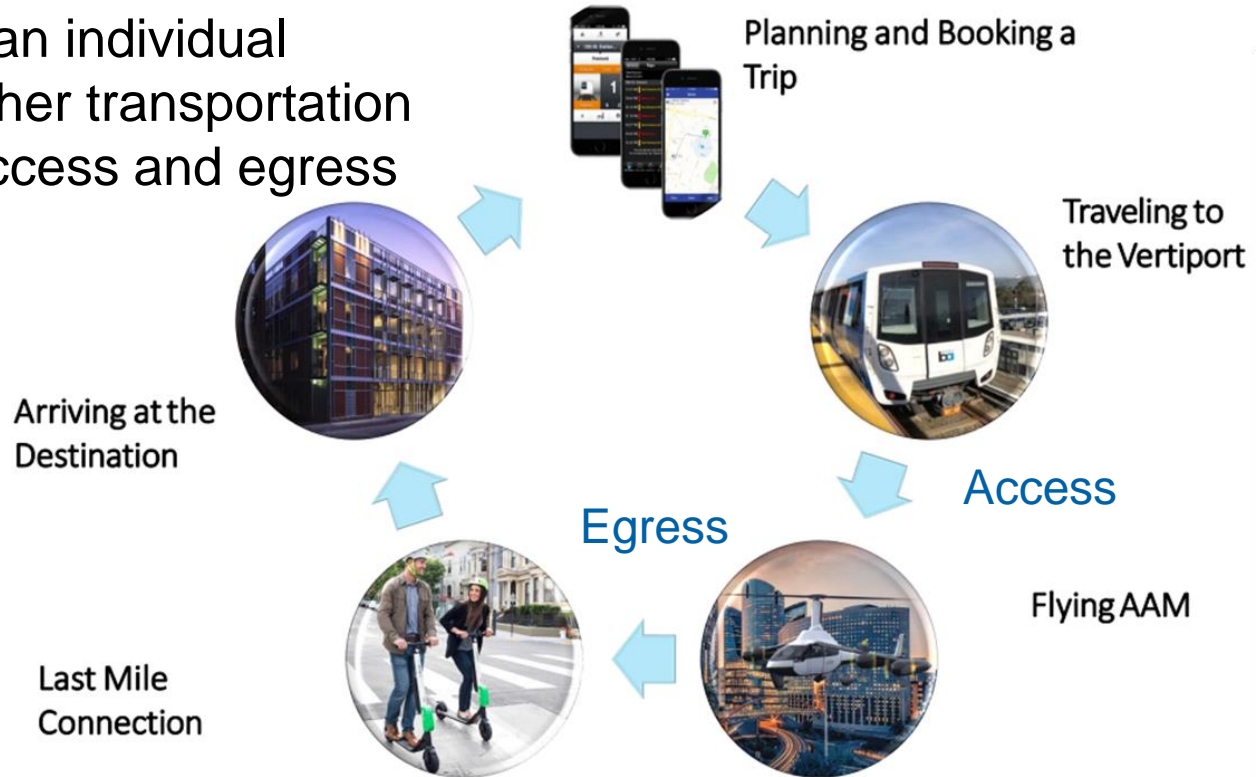 an individual
her transportation
ccess and egress
Planning and Booking a
Trip
Traveling to
the Vertiport
Access
Flying AAM
Egress
Last Mile
Connection
Arriving at the
Destination